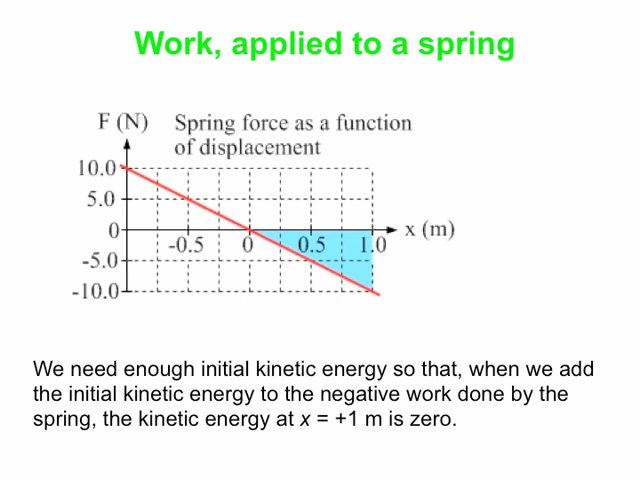 Work, applied to a spring
F (N) Spring force as a function
of displacement
10.0
5.0
0
-0.5 0 0.5 1.0 x (m)
-5.0
-10.0
We need enough initial kinetic energy so that, when we add
the initial kinetic energy to the negative work done by the
spring, the kinetic energy at x = +1 m is zero.